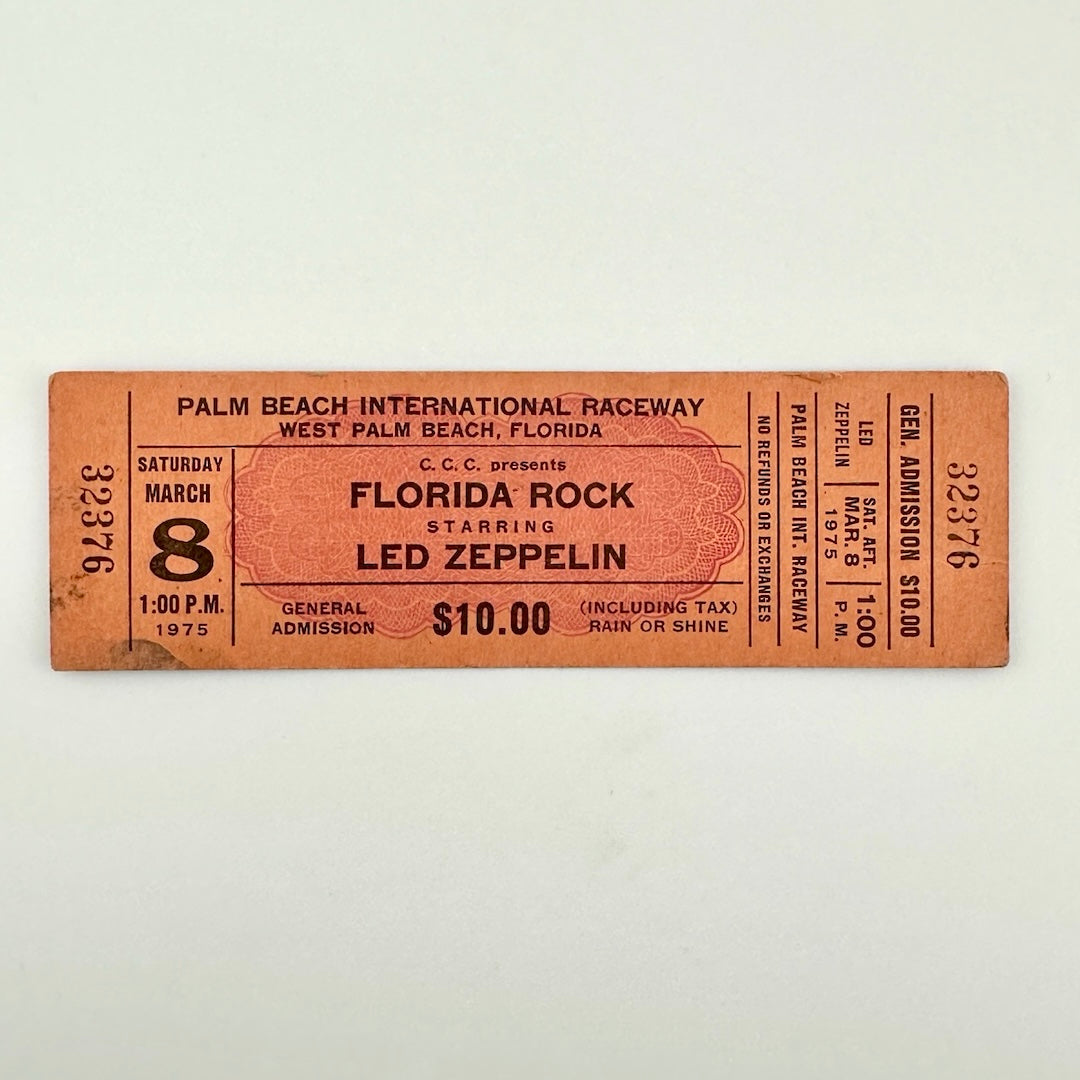 32376
PALM BEACH INTERNATIONAL RACEWAY
WEST PALM BEACH, FLORIDA
SATURDAY
MARCH
8
1:00 P.M.
1975
C. C. C. presents
FLORIDA ROCK
STARRING
LED ZEPPELIN
GENERAL
ADMISSION
$10.00
(INCLUDING TAX)
RAIN OR SHINE
NO REFUNDS OR EXCHANGES
PALM BEACH INT. RACEWAY
LED
ZEPPELIN
SAT. AFT.
MAR. 8
1975
1:00
P. M.
GEN. ADMISSION $10.00
32376